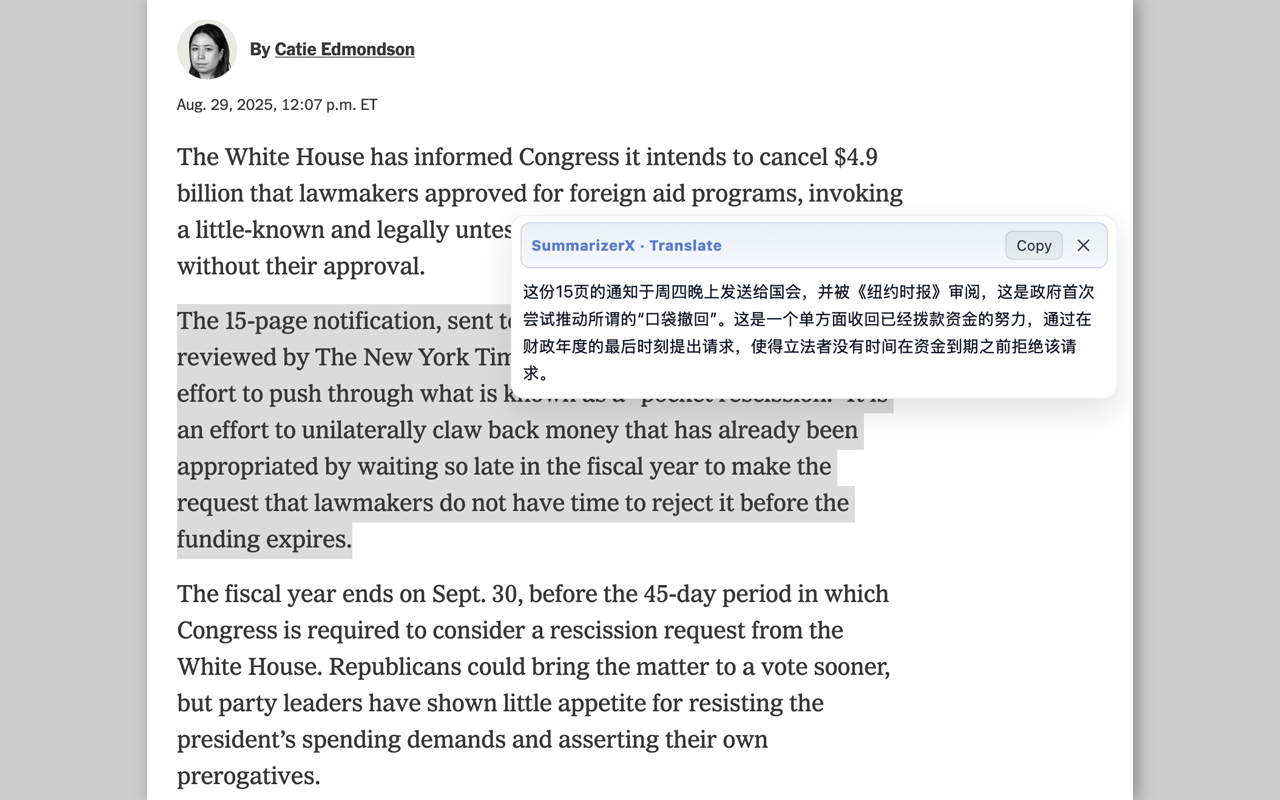 By Catie Edmondson
Aug. 29, 2025, 12:07 p.m. ET
The White House has informed Congress it intends to cancel $4.9
billion that lawmakers approved for foreign aid programs, invoking
a little-known and legally
without their approval.
SummarizerX · Translate
Copy
这份15页的通知于周四晚上发送给国会，并被《纽约时报》审阅，这是政府首次
尝试推动所谓的“口袋撤回”。这是一个单方面收回已经拨款资金的努力，通过在
财政年度的最后时刻提出请求，使得立法者没有时间在资金到期之前拒绝该请
求。
The 15-page notification, sent
reviewed by The New York
effort to push through what is known as a “pocket rescission.” It is
an effort to unilaterally claw back money that has already been
appropriated by waiting so late in the fiscal year to make the
request that lawmakers do not have time to reject it before the
funding expires.
The fiscal year ends on Sept. 30, before the 45-day period in which
Congress is required to consider a rescission request from the
White House. Republicans could bring the matter to a vote sooner,
but party leaders have shown little appetite for resisting the
president’s spending demands and asserting their own
prerogatives.